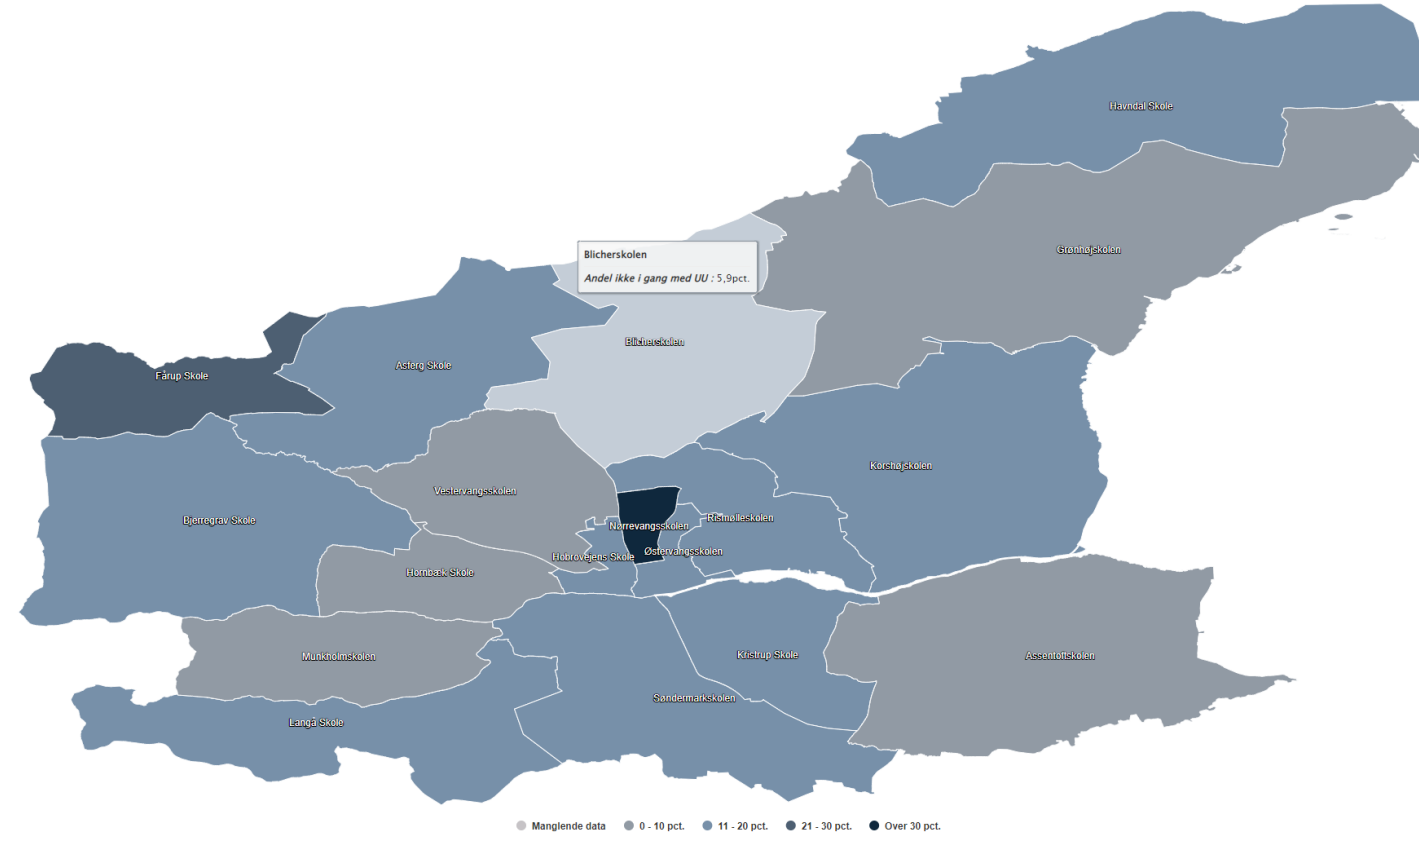 Havndal Skole
Grønhøjskolen
Blicherskolen
Andel ikke i gang med UU : 5,9pct.
Blicherskolen
Asferg Skole
Fårup Skole
Korshøjskolen
Vestervangsskolen
Bjerregrav Skole
Rismølleskolen
Nørrevangsskolen
Østervangsskolen
Hobrovejens Skole
Hornbæk Skole
Munkholmskolen
Kristrup Skole
Assentoftskolen
Søndermarkskolen
Langå Skole
Manglende data 0 - 10 pct. 11 - 20 pct. 21 - 30 pct. Over 30 pct.